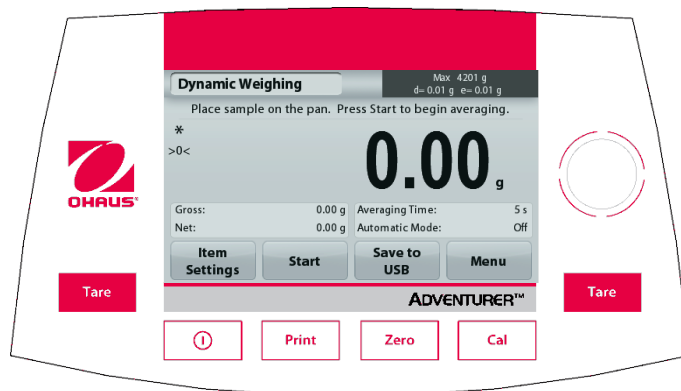 Dynamic Weighing
Max 4201 g
d= 0.01 g e= 0.01 g
Place sample on the pan. Press Start to begin averaging.
*
>0<
0.00 g
OHAUS®
Gross: 0.00 g Averaging Time: 5 s
Net: 0.00 g Automatic Mode: Off
Item Settings
Start
Save to USB
Menu
ADVENTURER™
Tare
Tare
Print
Zero
Cal